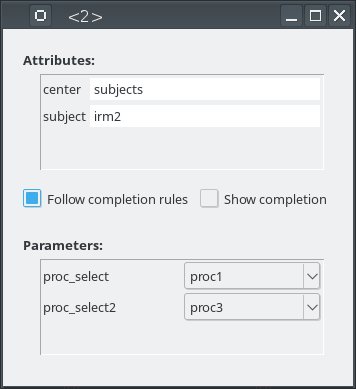 <2>
Attributes:
center subjects
subject irm2
Follow completion rules Show completion
Parameters:
proc_select proc1
proc_select2 proc3